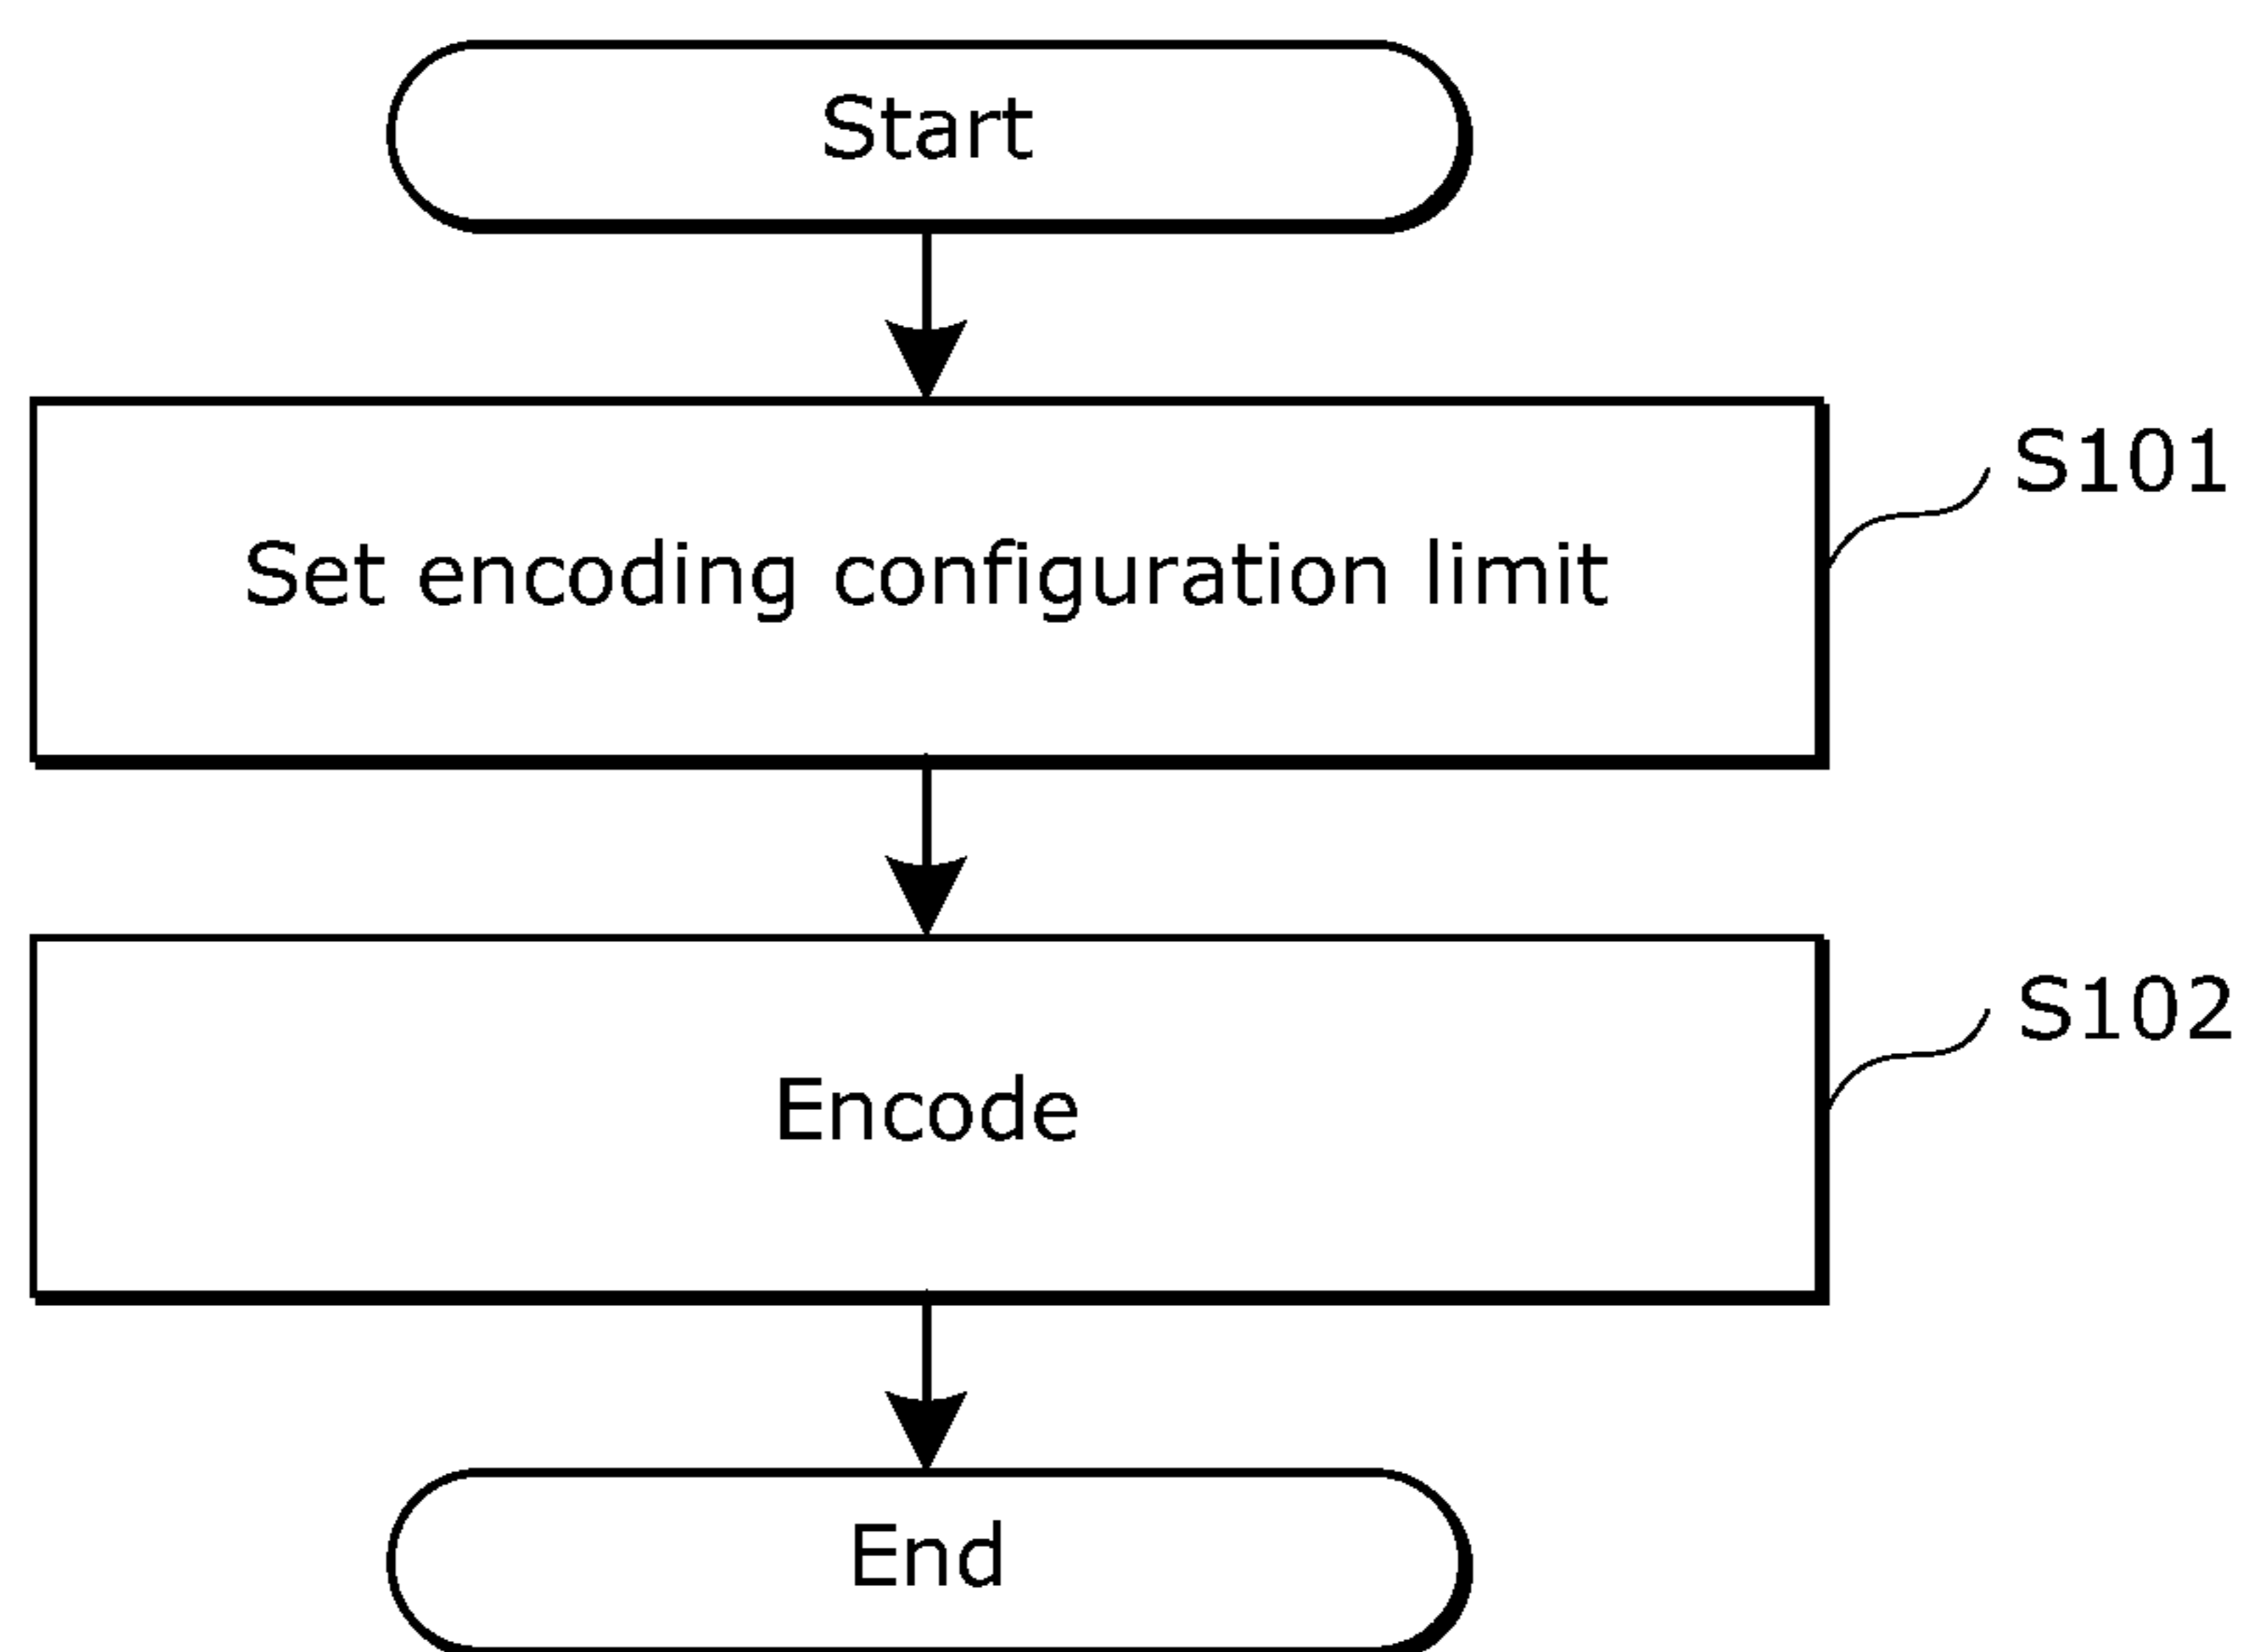 Start
S101
Set encoding configuration limit
S102
Encode
End